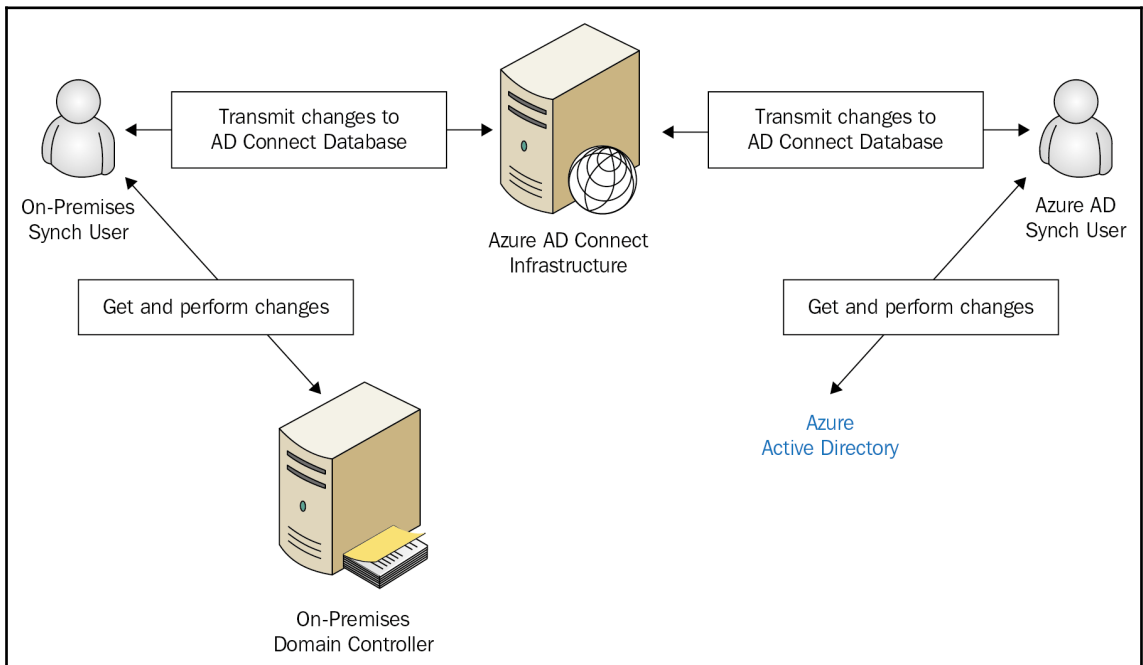 Transmit changes to
AD Connect Database
Transmit changes to
AD Connect Database
On-Premises
Synch User
Azure AD Connect
Infrastructure
Azure AD
Synch User
Get and perform changes
Get and perform changes
Azure
Active Directory
On-Premises
Domain Controller